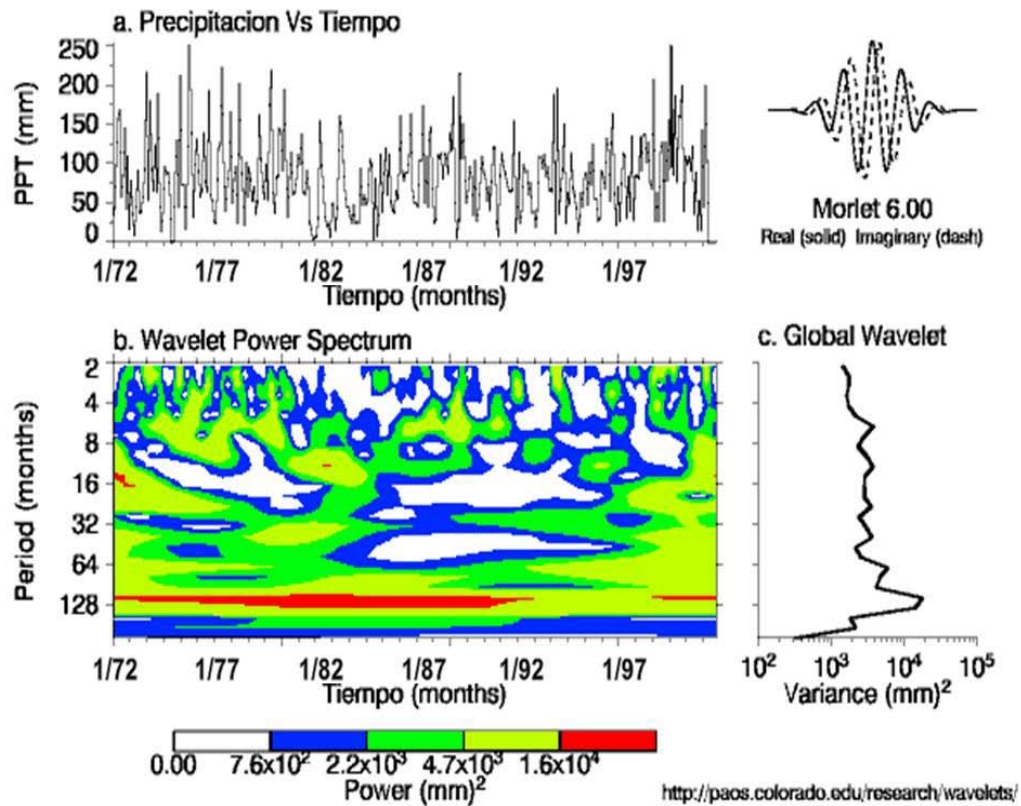 a. Precipitacion Vs Tiempo
250
200
150
100
50
0
PPT (mm)
1/72 1/77 1/82 1/87 1/92 1/97
Tiempo (months)
Morlet 6.00
Real (solid) Imaginary (dash)
b. Wavelet Power Spectrum
2
4
8
16
32
64
128
Period (months)
1/72 1/77 1/82 1/87 1/92 1/97
Tiempo (months)
c. Global Wavelet
10² 10³ 10⁴ 10⁵
Variance (mm)²
0.00 7.6x10² 2.2x10³ 4.7x10³ 1.6x10⁴
Power (mm)²
http://paos.colorado.edu/research/wavelets/